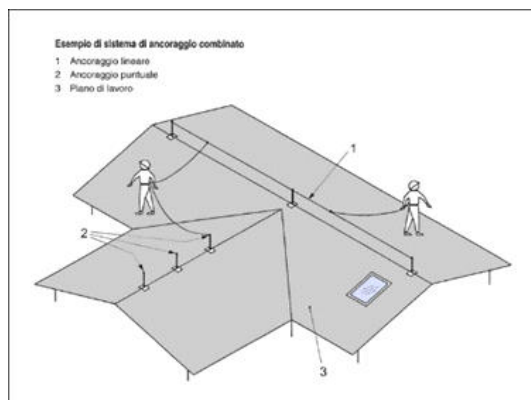 Esempio di sistema di ancoraggio combinato
1 Ancoraggio lineare
2 Ancoraggio puntuale
3 Piano di lavoro
1
2
3